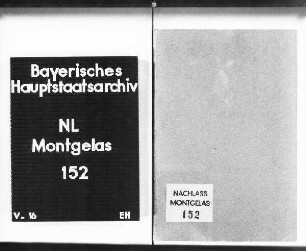 Bayerisches
Hauptstaatsarchiv
NL
Montgelas
152
V. 16 EH
NACHLASS
MONTGELAS
152